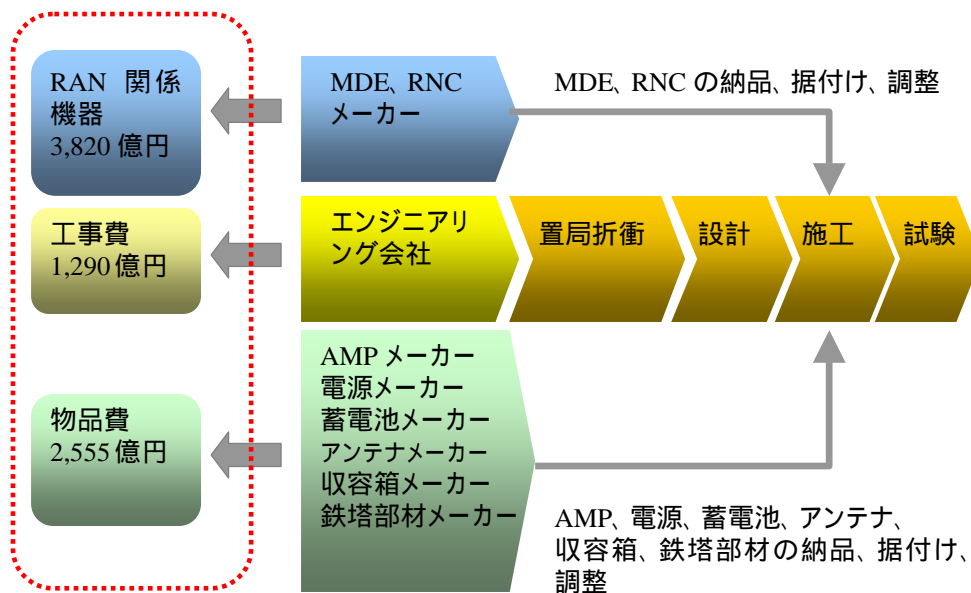 RAN 関係
機器
3,820 億円
MDE、RNC
メーカー
MDE、RNC の納品、据付け、調整
工事費
1,290 億円
エンジニアリ
ング会社
置局折衝
設計
施工
試験
物品費
2,555 億円
AMP メーカー
電源メーカー
蓄電池メーカー
アンテナメーカー
収容箱メーカー
鉄塔部材メーカー
AMP、電源、蓄電池、アンテナ、
収容箱、鉄塔部材の納品、据付け、
調整